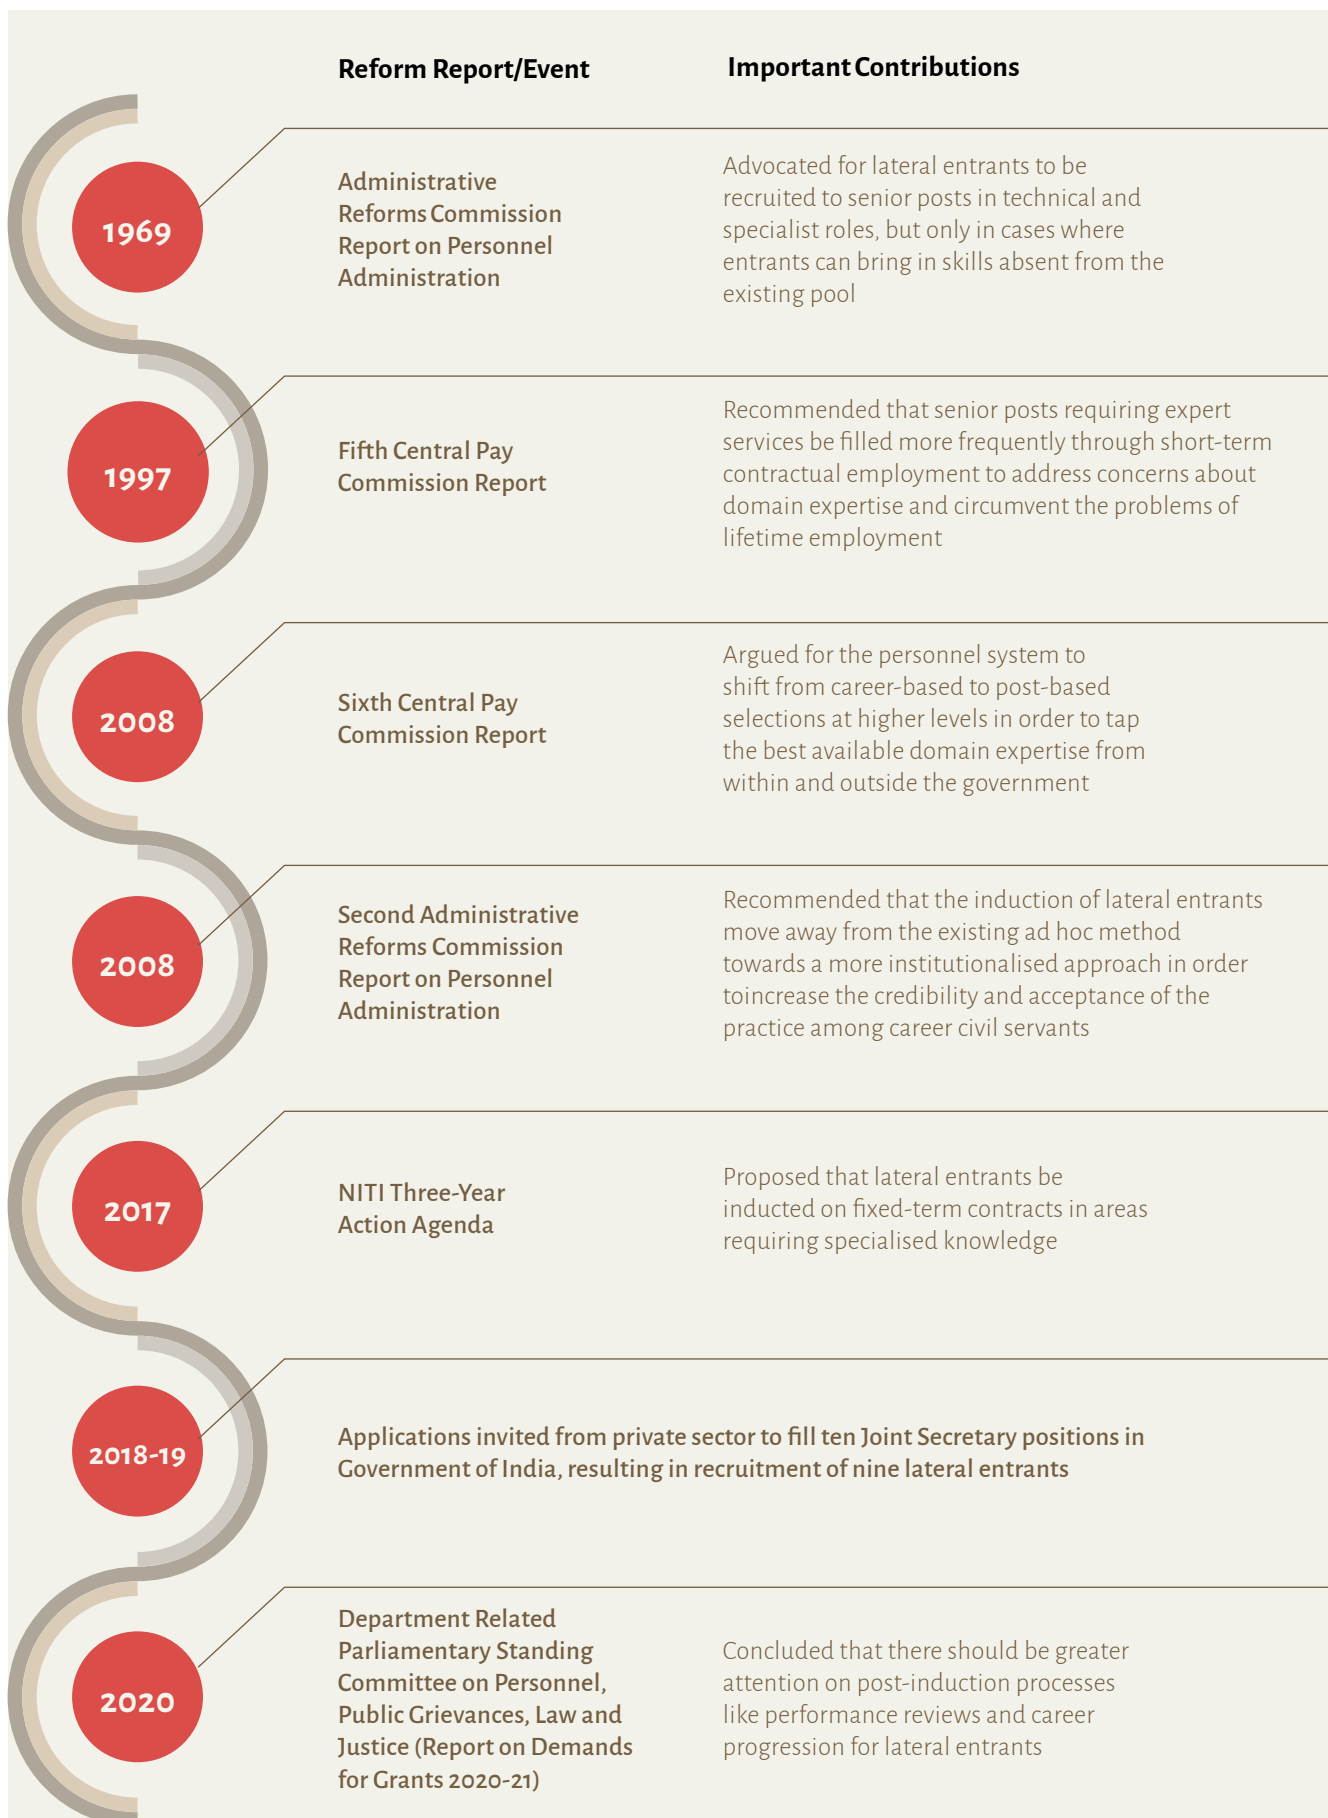 Reform Report/Event
Important Contributions
1969
Administrative
Reforms Commission
Report on Personnel
Administration
Advocated for lateral entrants to be
recruited to senior posts in technical and
specialist roles, but only in cases where
entrants can bring in skills absent from the
existing pool
1997
Fifth Central Pay
Commission Report
Recommended that senior posts requiring expert
services be filled more frequently through short-term
contractual employment to address concerns about
domain expertise and circumvent the problems of
lifetime employment
2008
Sixth Central Pay
Commission Report
Argued for the personnel system to
shift from career-based to post-based
selections at higher levels in order to tap
the best available domain expertise from
within and outside the government
2008
Second Administrative
Reforms Commission
Report on Personnel
Administration
Recommended that the induction of lateral entrants
move away from the existing ad hoc method
towards a more institutionalised approach in order
toincrease the credibility and acceptance of the
practice among career civil servants
2017
NITI Three-Year
Action Agenda
Proposed that lateral entrants be
inducted on fixed-term contracts in areas
requiring specialised knowledge
2018-19
Applications invited from private sector to fill ten Joint Secretary positions in
Government of India, resulting in recruitment of nine lateral entrants
2020
Department Related
Parliamentary Standing
Committee on Personnel,
Public Grievances, Law and
Justice (Report on Demands
for Grants 2020-21)
Concluded that there should be greater
attention on post-induction processes
like performance reviews and career
progression for lateral entrants